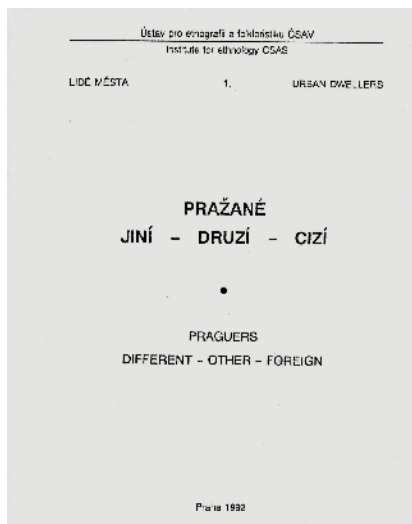 Ústav pro etnografii a folkloristiku ČSAV
Institute for ethnology CSAS
LIDÉ MĚSTA 1. URBAN DWELLERS
PRAŽANÉ
JINÍ – DRUZÍ – CIZÍ
PRAGUERS
DIFFERENT – OTHER – FOREIGN
Praha 1992